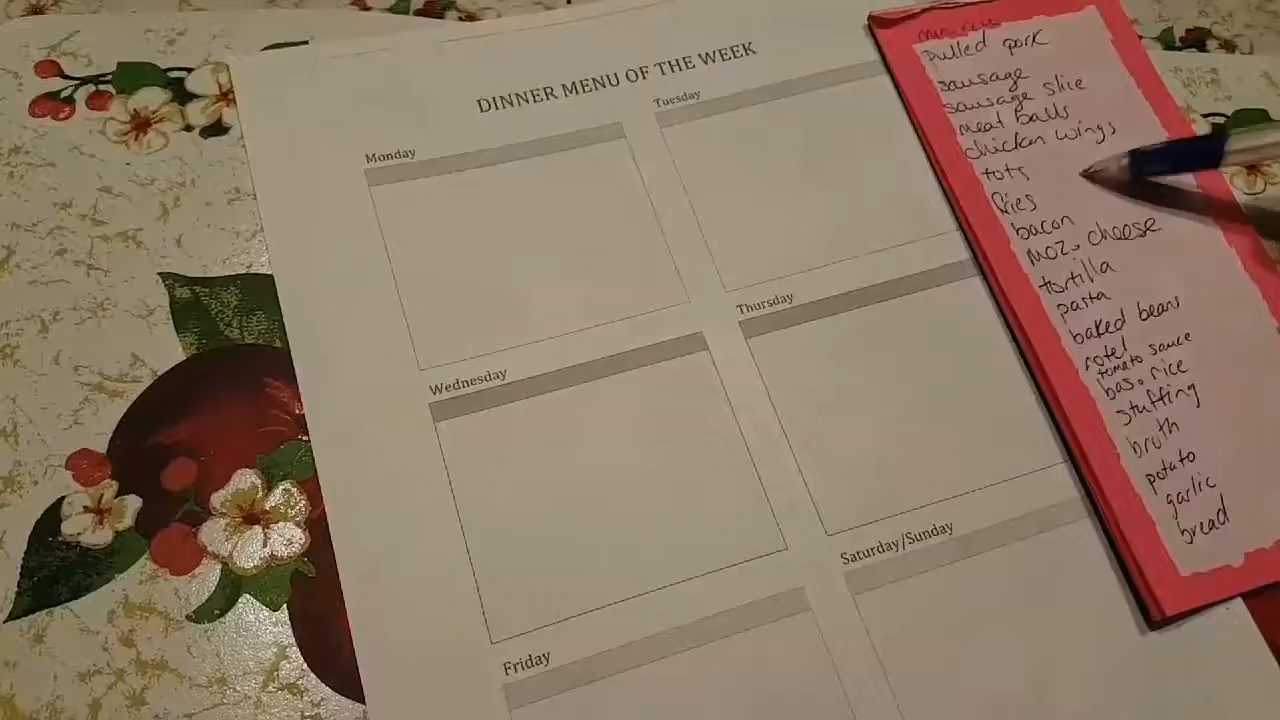 DINNER MENU OF THE WEEK
Monday
Tuesday
Wednesday
Thursday
Friday
Saturday/Sunday
pulled pork
sausage
sausage slice
meat balls
chicken wings
tots
fries
bacon
moz. cheese
tortilla
pasta
baked beans
rotel
tomato sauce
bas. rice
stuffing
broth
potato
garlic
bread